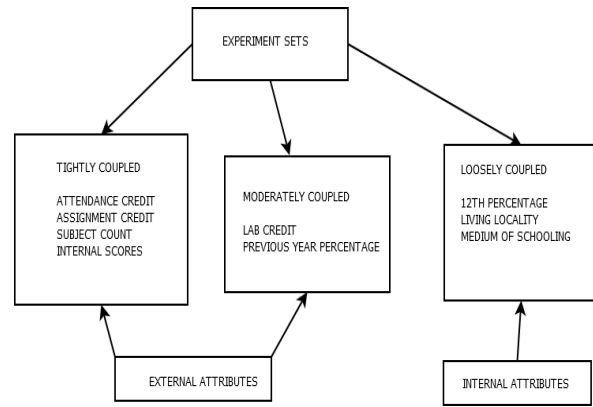 EXPERIMENT SETS
TIGHTLY COUPLED
ATTENDANCE CREDIT
ASSIGNMENT CREDIT
SUBJECT COUNT
INTERNAL SCORES
MODERATELY COUPLED
LAB CREDIT
PREVIOUS YEAR PERCENTAGE
LOOSELY COUPLED
12TH PERCENTAGE
LIVING LOCALITY
MEDIUM OF SCHOOLING
EXTERNAL ATTRIBUTES
INTERNAL ATTRIBUTES